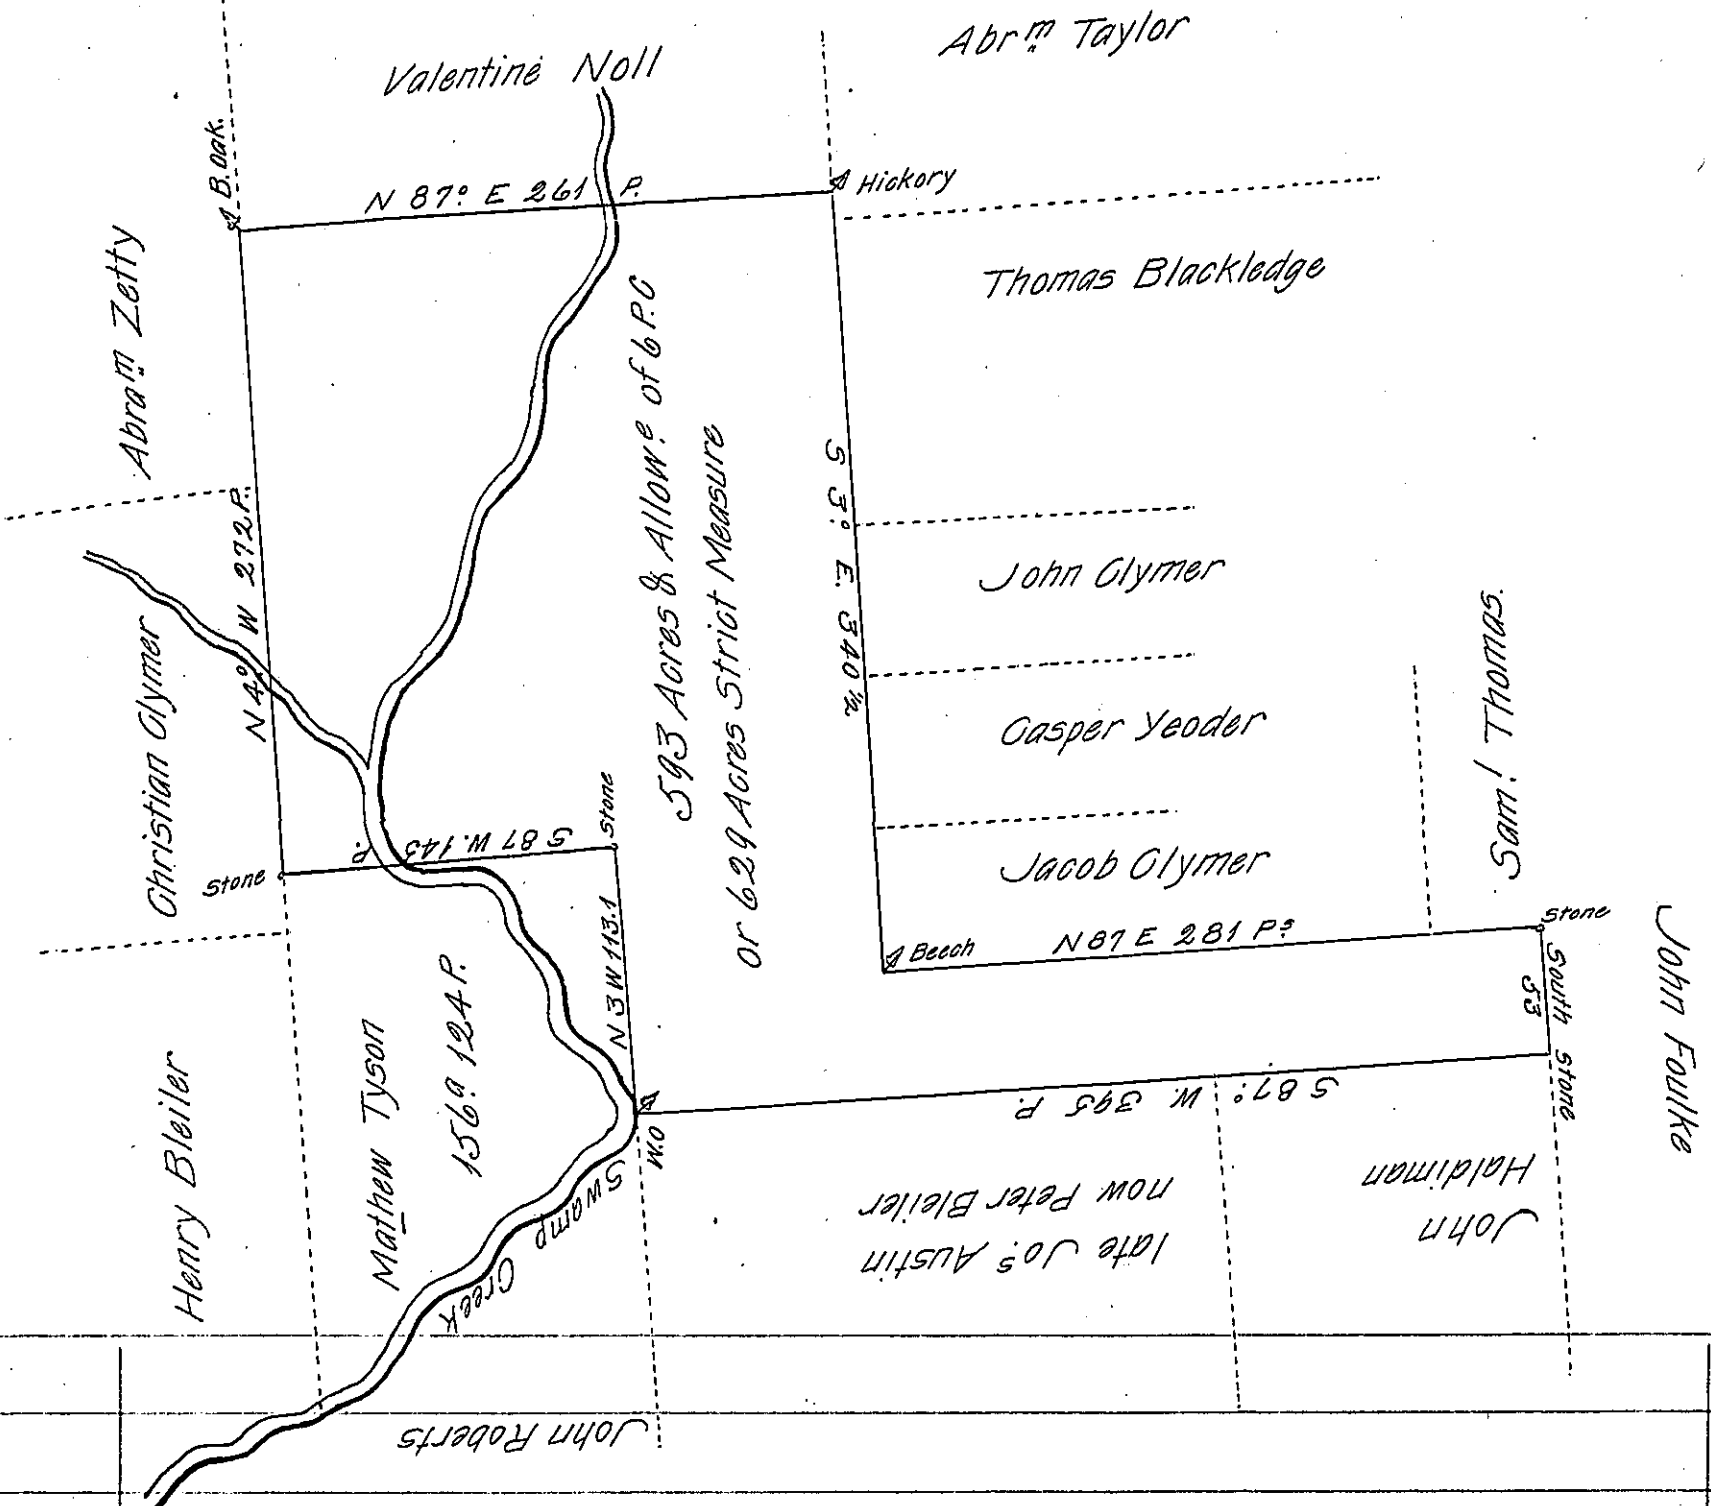 Valentine Noll
Abr.ᵐ Taylor
B. Oak.
N 87° E 261 P.
Hickory
Abra.ᵐ Zetty
Thomas Blackledge
N 4° W 272 P.
593 Acres & Allow.ᵉ of 6 P.C
or 629 Acres Strict Measure
S 3° E. 340 ½
John Clymer
Casper Yeoder
Jacob Clymer
Sam.ˡ Thomas.
Christian Clymer
Stone
S 87 W. 143 P.
Stone
N 3 W 113.1
Beech
N 87 E 281 P.ˢ
Stone
South
53
Stone
John Foulke
S 87° W. 395 P.
W.O
Henry Bleiler
Mathew Tyson
156ᵃ 124 P.
Swamp Creek
late Jo.ˢ Austin
now Peter Bleiler
John
Haldiman
John Roberts